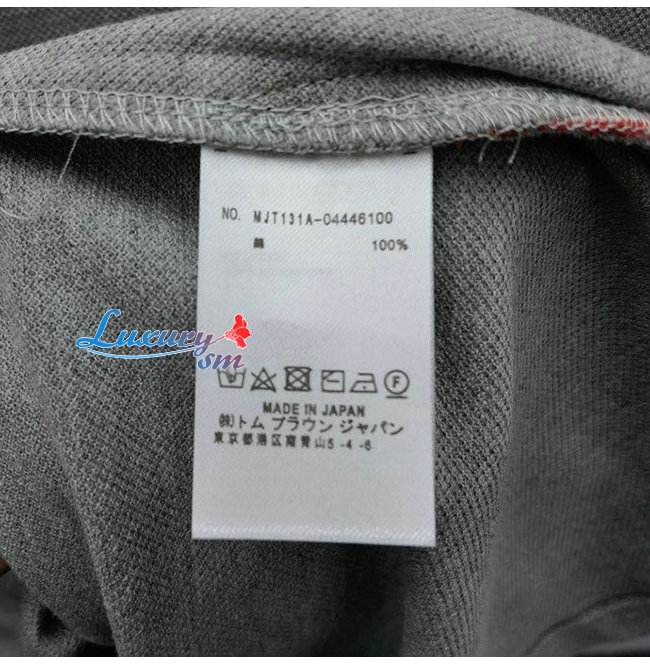 NO. MJT131A-04446100
綿 100%
Luxury
sm
F
MADE IN JAPAN
㈱トム ブラウン ジャパン
東京都港区南青山5-4-6